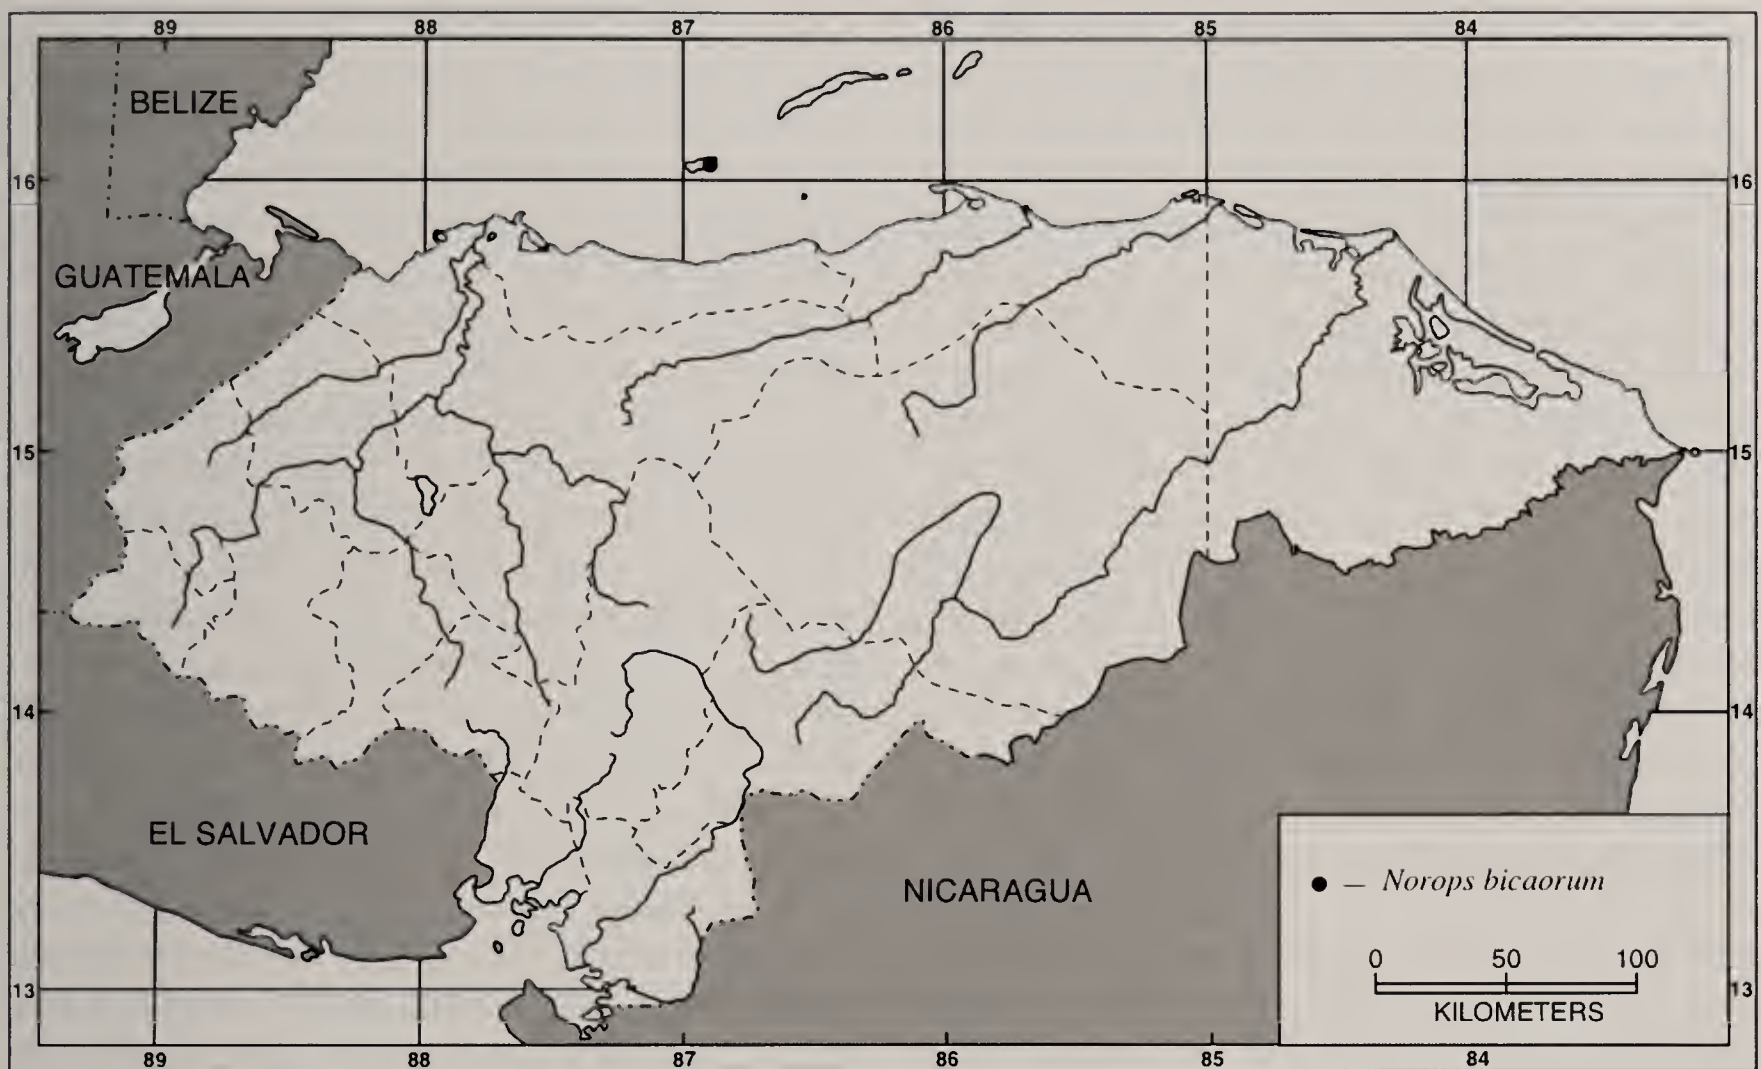 89 88 87 86 85 84
BELIZE
16 16
GUATEMALA
15 15
14 14
EL SALVADOR
NICARAGUA
● — Norops bicaorum
0 50 100
KILOMETERS
13 13
89 88 87 86 85 84